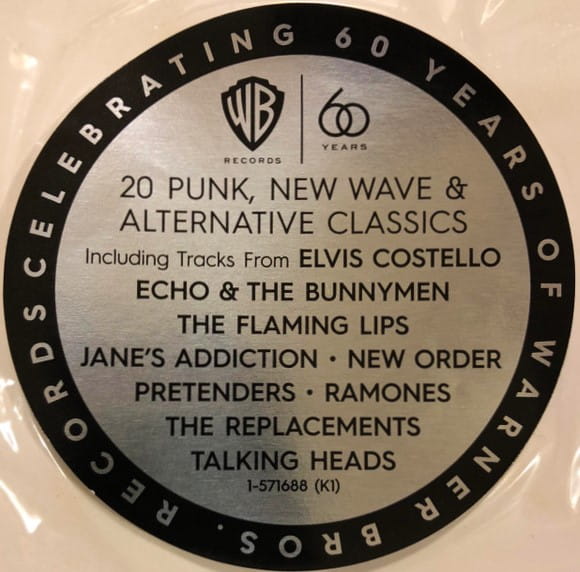 CELEBRATING 60 YEARS OF WARNER BROS. RECORDS
WB
RECORDS
60
YEARS
20 PUNK, NEW WAVE &
ALTERNATIVE CLASSICS
Including Tracks From ELVIS COSTELLO
ECHO & THE BUNNYMEN
THE FLAMING LIPS
JANE'S ADDICTION · NEW ORDER
PRETENDERS · RAMONES
THE REPLACEMENTS
TALKING HEADS
1-571688 (K1)